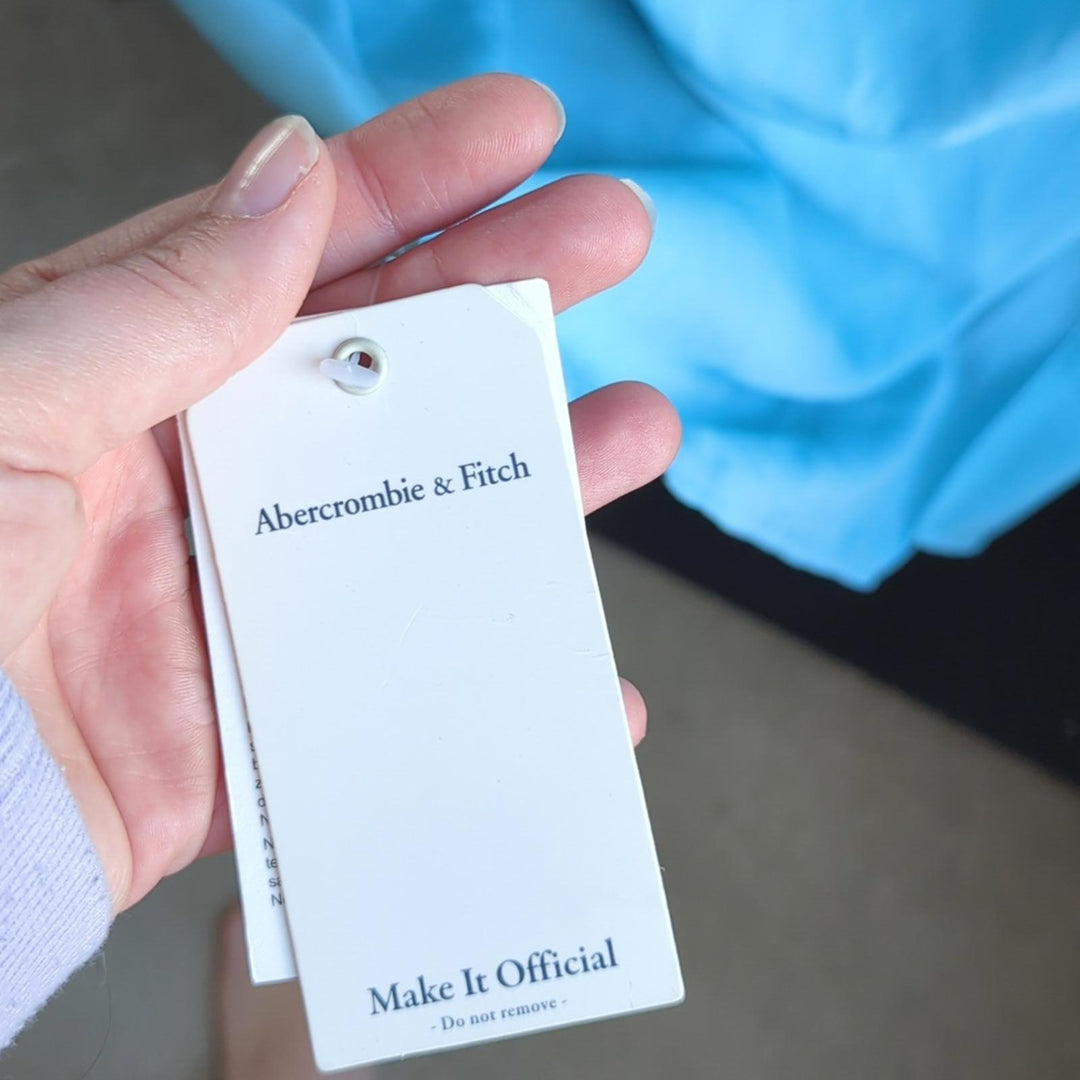 Abercrombie & Fitch
Make It Official
- Do not remove -